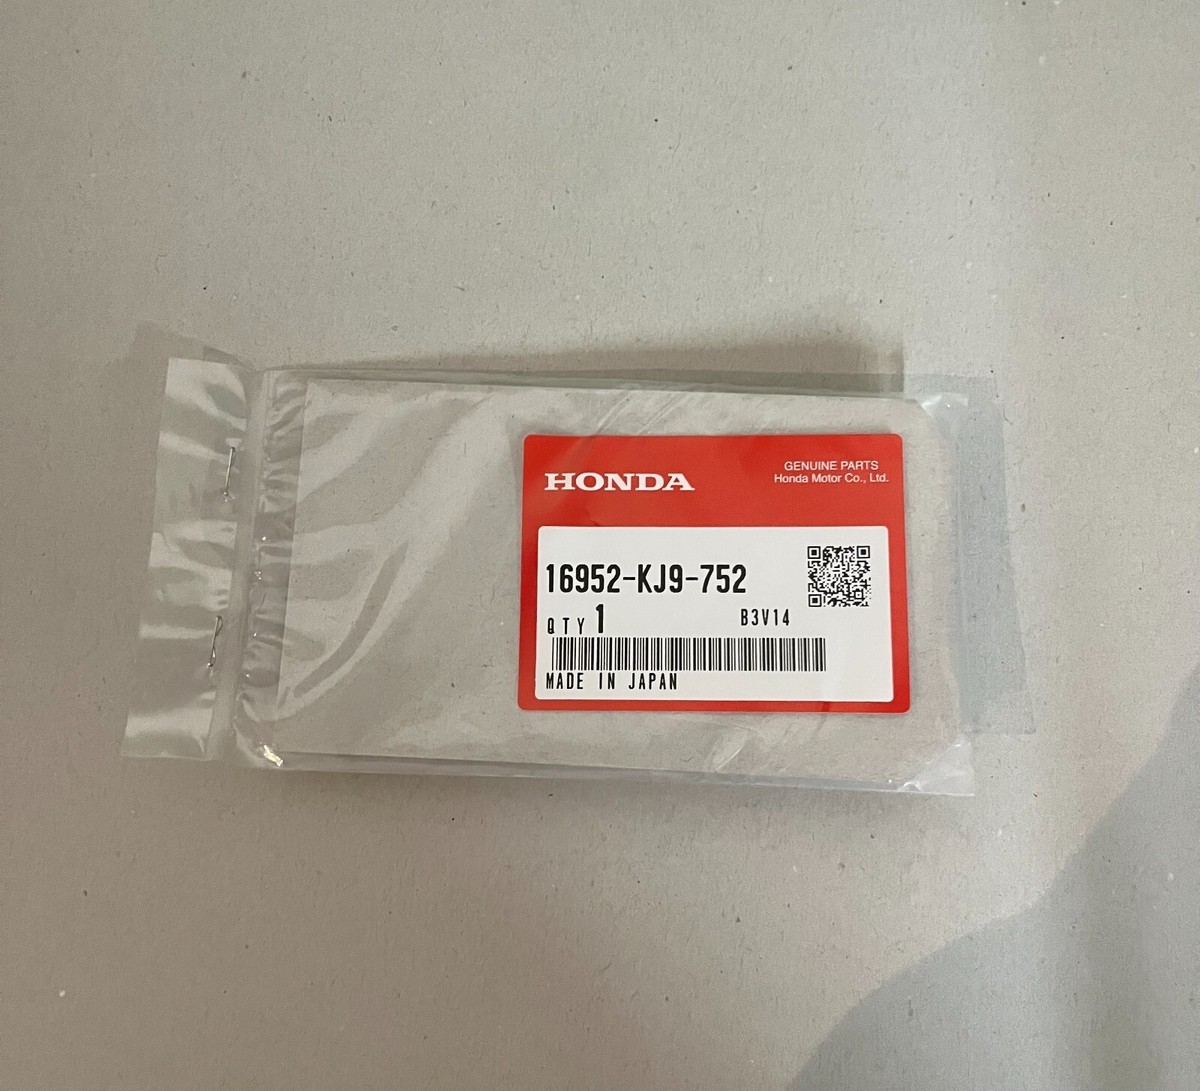 HONDA
GENUINE PARTS
Honda Motor Co., Ltd.
16952-KJ9-752
QTY 1
B3V14
MADE IN JAPAN